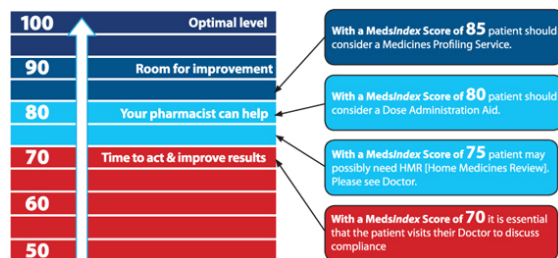 100 Optimal level
90 Room for improvement
80 Your pharmacist can help
70 Time to act & improve results
60
50
With a MedsIndex Score of 85 patient should
consider a Medicines Profiling Service.
With a MedsIndex Score of 80 patient should
consider a Dose Administration Aid.
With a MedsIndex Score of 75 patient may
possibly need HMR [Home Medicines Review].
Please see Doctor.
With a MedsIndex Score of 70 it is essential
that the patient visits their Doctor to discuss
compliance